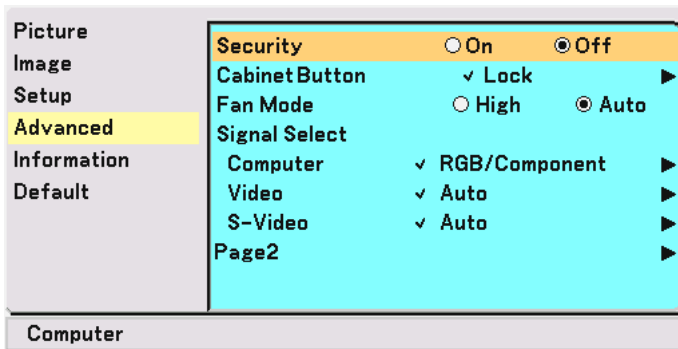 Picture
Image
Setup
Advanced
Information
Default
Security On Off
Cabinet Button Lock
Fan Mode High Auto
Signal Select
Computer RGB/Component
Video Auto
S-Video Auto
Page2
Computer